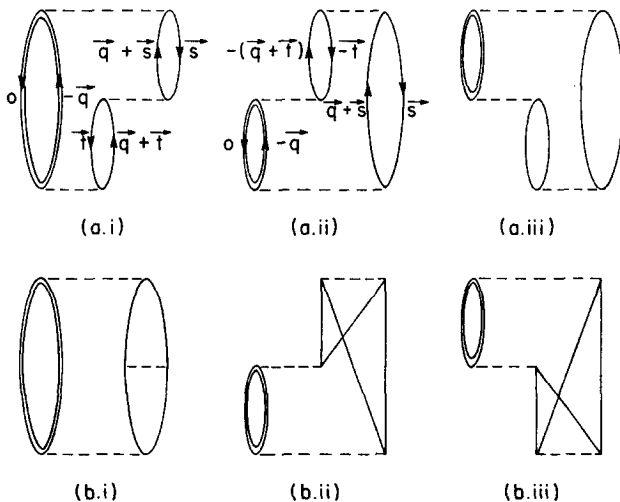 q⃗ + s⃗ s⃗
o -q⃗
t⃗ q⃗ + t⃗
(a.i)
-(q⃗ + t⃗) -t⃗
q⃗+s⃗ s⃗
o -q⃗
(a.ii)
(a.iii)
(b.i)
(b.ii)
(b.iii)